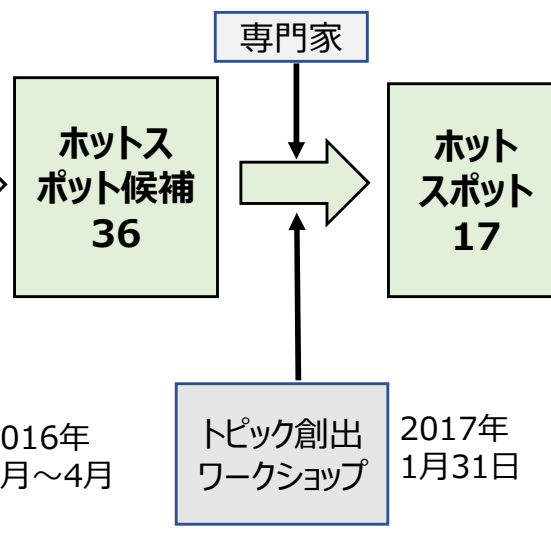 専門家
ホットス
ポット候補
36
ホット
スポット
17
016年
月～4月
トピック創出
ワークショップ
2017年
1月31日